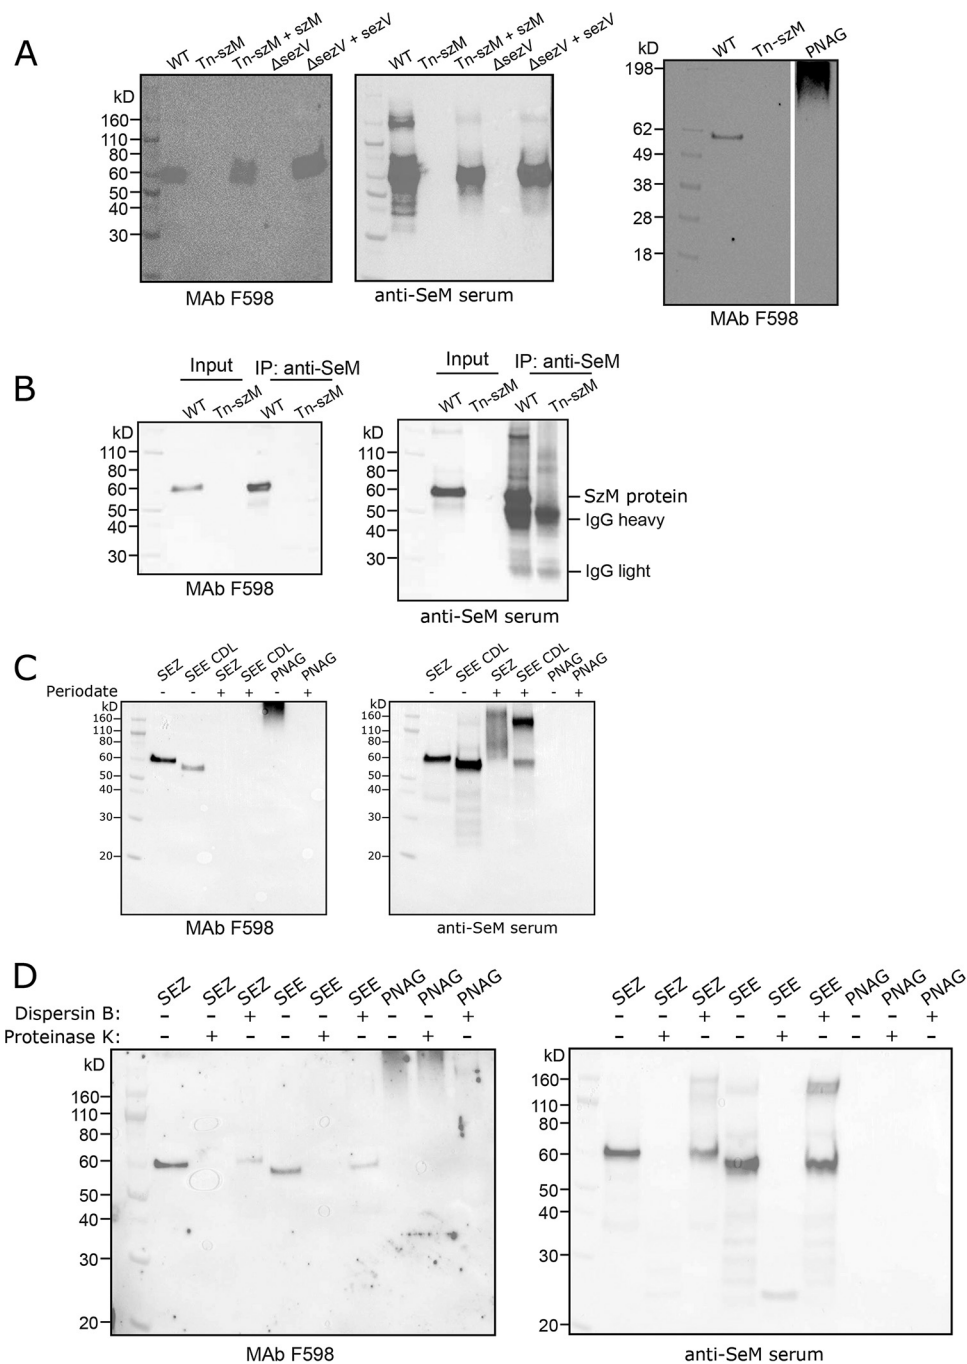 A
WT Tn-szM Tn-szM + szM ΔsezV ΔsezV + sezV
kD
160
110
80
60
50
40
30
MAb F598
WT Tn-szM Tn-szM + szM ΔsezV ΔsezV + sezV
anti-SeM serum
kD WT Tn-szM PNAG
198
62
49
38
28
18
MAb F598
B
Input IP: anti-SeM
WT Tn-szM WT Tn-szM
kD
110
80
60
50
40
30
MAb F598
Input IP: anti-SeM
WT Tn-szM WT Tn-szM
kD
110
80
60
50
40
30
SzM protein
IgG heavy
IgG light
anti-SeM serum
C
SEZ SEE CDL SEZ SEE CDL PNAG PNAG
Periodate - - + + - +
kD
160
110
80
60
50
40
30
20
MAb F598
SEZ SEE CDL SEZ SEE CDL PNAG PNAG
- - + + - +
kD
160
110
80
60
50
40
30
20
anti-SeM serum
D
SEZ SEZ SEZ SEE SEE SEE PNAG PNAG PNAG
Dispersin B: - - + - - + - - +
Proteinase K: - + - - + - - + -
kD
160
110
80
60
50
40
30
20
MAb F598
SEZ SEZ SEZ SEE SEE SEE PNAG PNAG PNAG
- - + - - + - - +
- + - - + - - + -
kD
160
110
80
60
50
40
30
20
anti-SeM serum